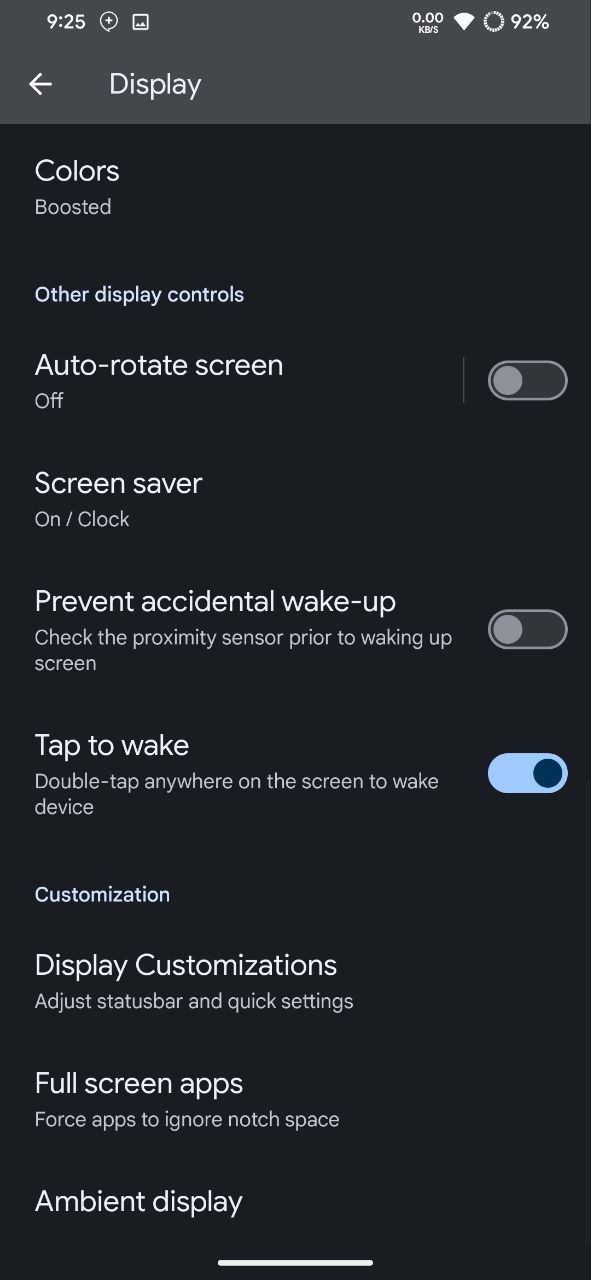 9:25
0.00
KB/S
92%
Display
Colors
Boosted
Other display controls
Auto-rotate screen
Off
Screen saver
On / Clock
Prevent accidental wake-up
Check the proximity sensor prior to waking up
screen
Tap to wake
Double-tap anywhere on the screen to wake
device
Customization
Display Customizations
Adjust statusbar and quick settings
Full screen apps
Force apps to ignore notch space
Ambient display